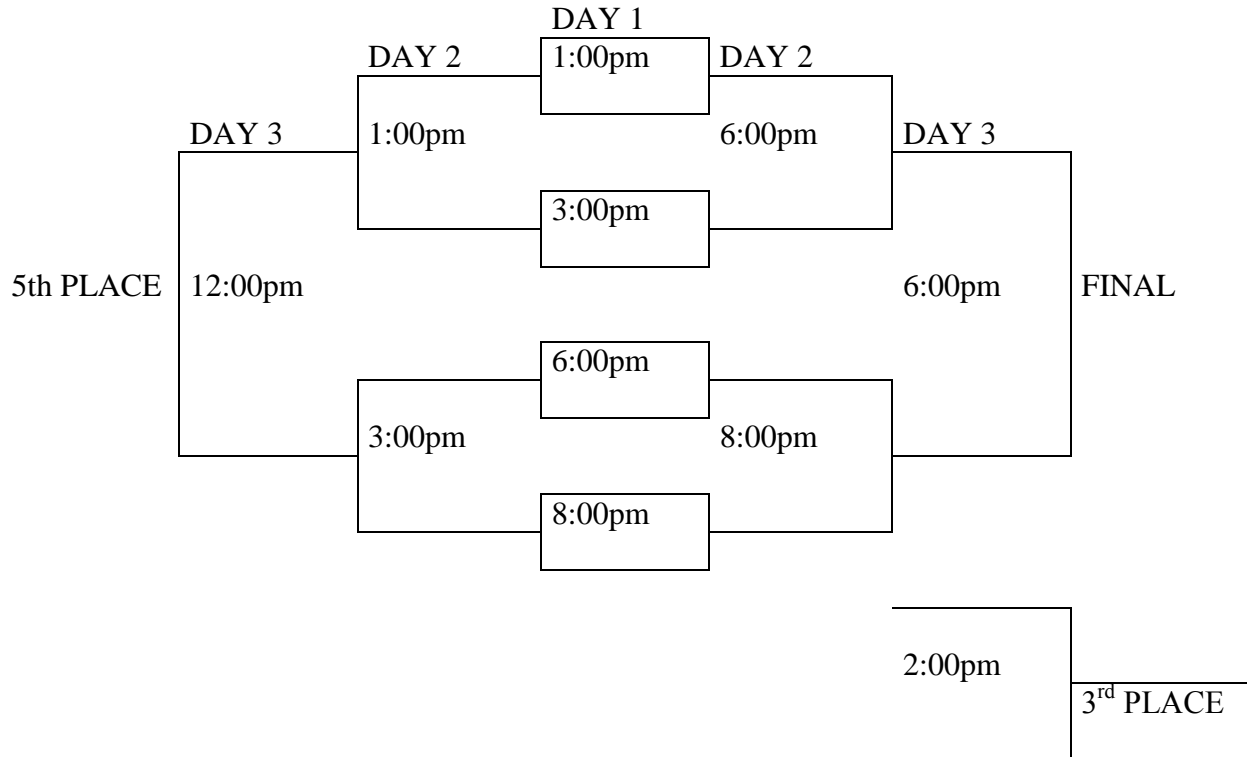 DAY 1
DAY 2 1:00pm DAY 2
DAY 3 1:00pm 6:00pm DAY 3
3:00pm
5th PLACE 12:00pm 6:00pm FINAL
6:00pm
3:00pm 8:00pm
8:00pm
2:00pm
3rd PLACE